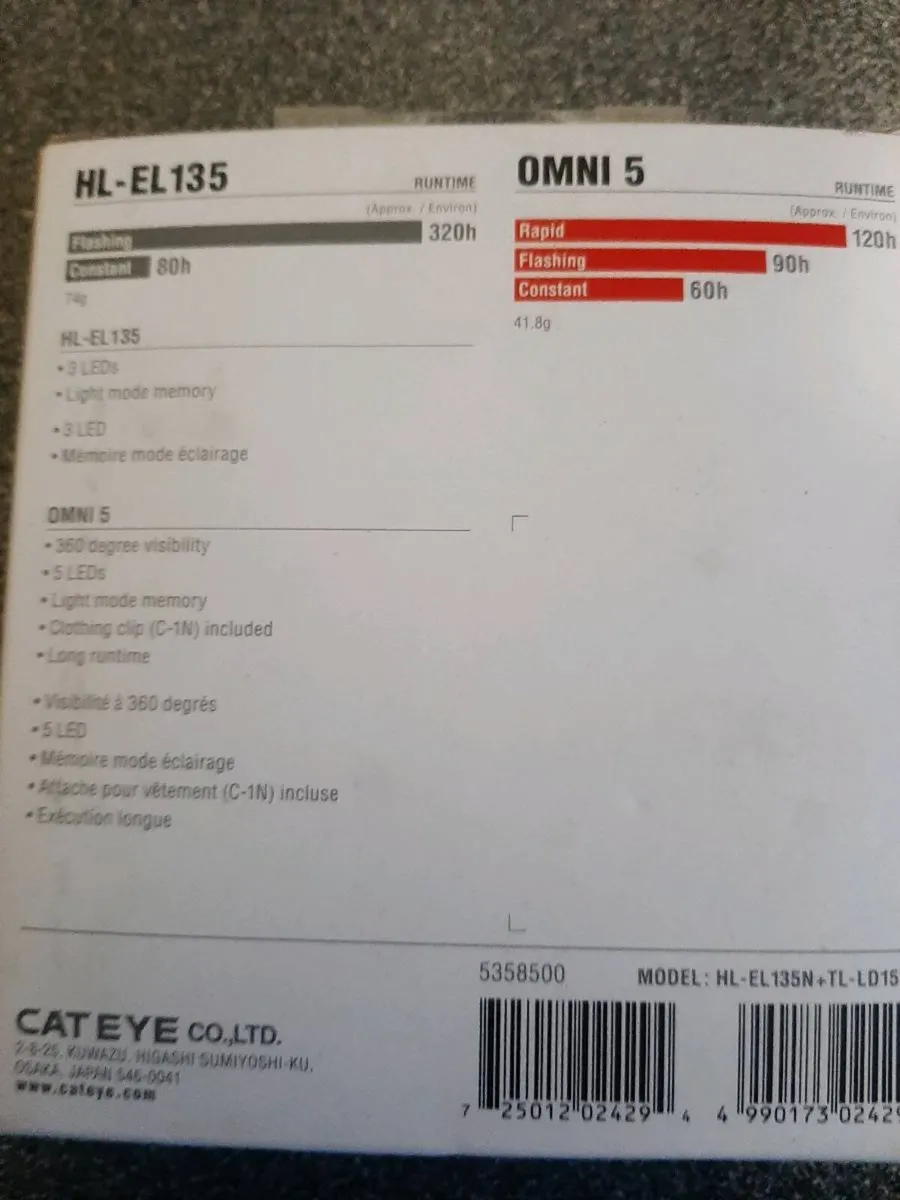 HL-EL135
RUNTIME
(Approx. / Environ)
Flashing 320h
Constant 80h
74g
HL-EL135
• 3 LEDs
• Light mode memory
• 3 LED
• Mémoire mode éclairage
OMNI 5
• 360 degree visibility
• 5 LEDs
• Light mode memory
• Clothing clip (C-1N) included
• Long runtime
• Visibilité à 360 degrés
• 5 LED
• Mémoire mode éclairage
• Attache pour vêtement (C-1N) incluse
• Exécution longue
OMNI 5
RUNTIME
(Approx. / Environ)
Rapid 120h
Flashing 90h
Constant 60h
41.8g
5358500
MODEL: HL-EL135N+TL-LD15
CAT EYE CO.,LTD.
2-8-25, KUWAZU, HIGASHI SUMIYOSHI-KU,
OSAKA, JAPAN 546-0041
www.cateye.com
7 25012 02429 4
4 990173 02429